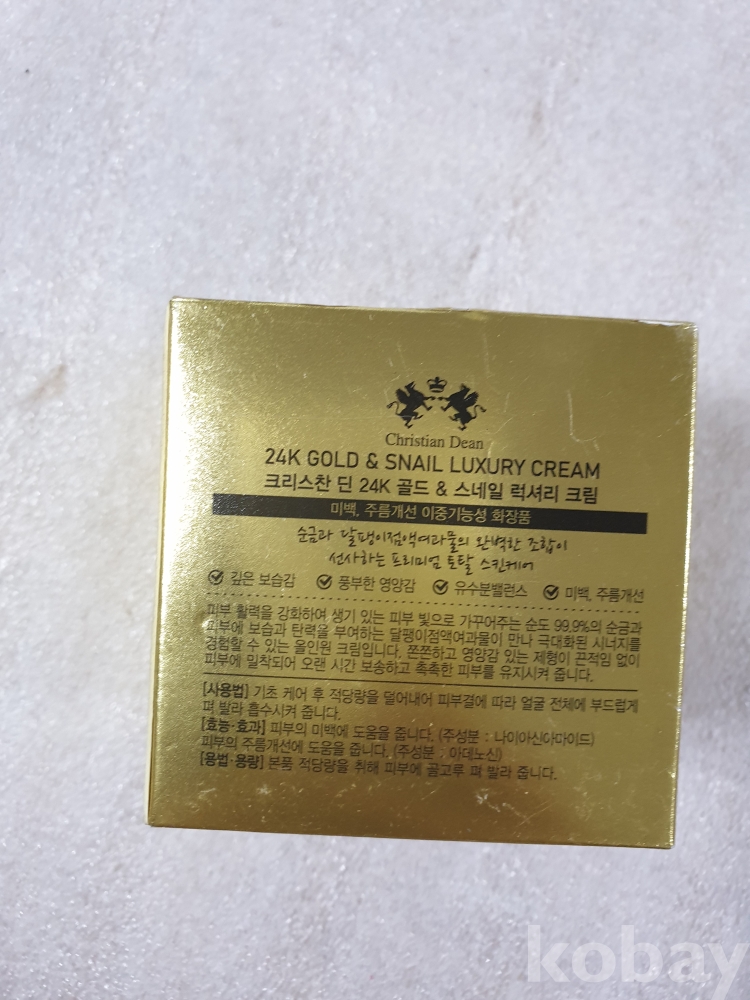 Christian Dean
24K GOLD & SNAIL LUXURY CREAM
크리스찬 딘 24K 골드 & 스네일 럭셔리 크림
미백, 주름개선 이중기능성 화장품
순금과 달팽이점액여과물의 완벽한 조합이
선사하는 프리미엄 토탈 스킨케어
깊은 보습감 풍부한 영양감 유수분밸런스 미백, 주름개선
피부 활력을 강화하여 생기 있는 피부 빛으로 가꾸어주는 순도 99.9%의 순금과
피부에 보습과 탄력을 부여하는 달팽이점액여과물이 만나 극대화된 시너지를
경험할 수 있는 올인원 크림입니다. 쫀쫀하고 영양감 있는 제형이 끈적임 없이
피부에 밀착되어 오랜 시간 보송하고 촉촉한 피부를 유지시켜 줍니다.
[사용법] 기초 케어 후 적당량을 덜어내어 피부결에 따라 얼굴 전체에 부드럽게
펴 발라 흡수시켜 줍니다.
[효능·효과] 피부의 미백에 도움을 줍니다. (주성분 : 나이아신아마이드)
피부의 주름개선에 도움을 줍니다. (주성분 : 아데노신)
[용법·용량] 본품 적당량을 취해 피부에 골고루 펴 발라 줍니다.
kobay